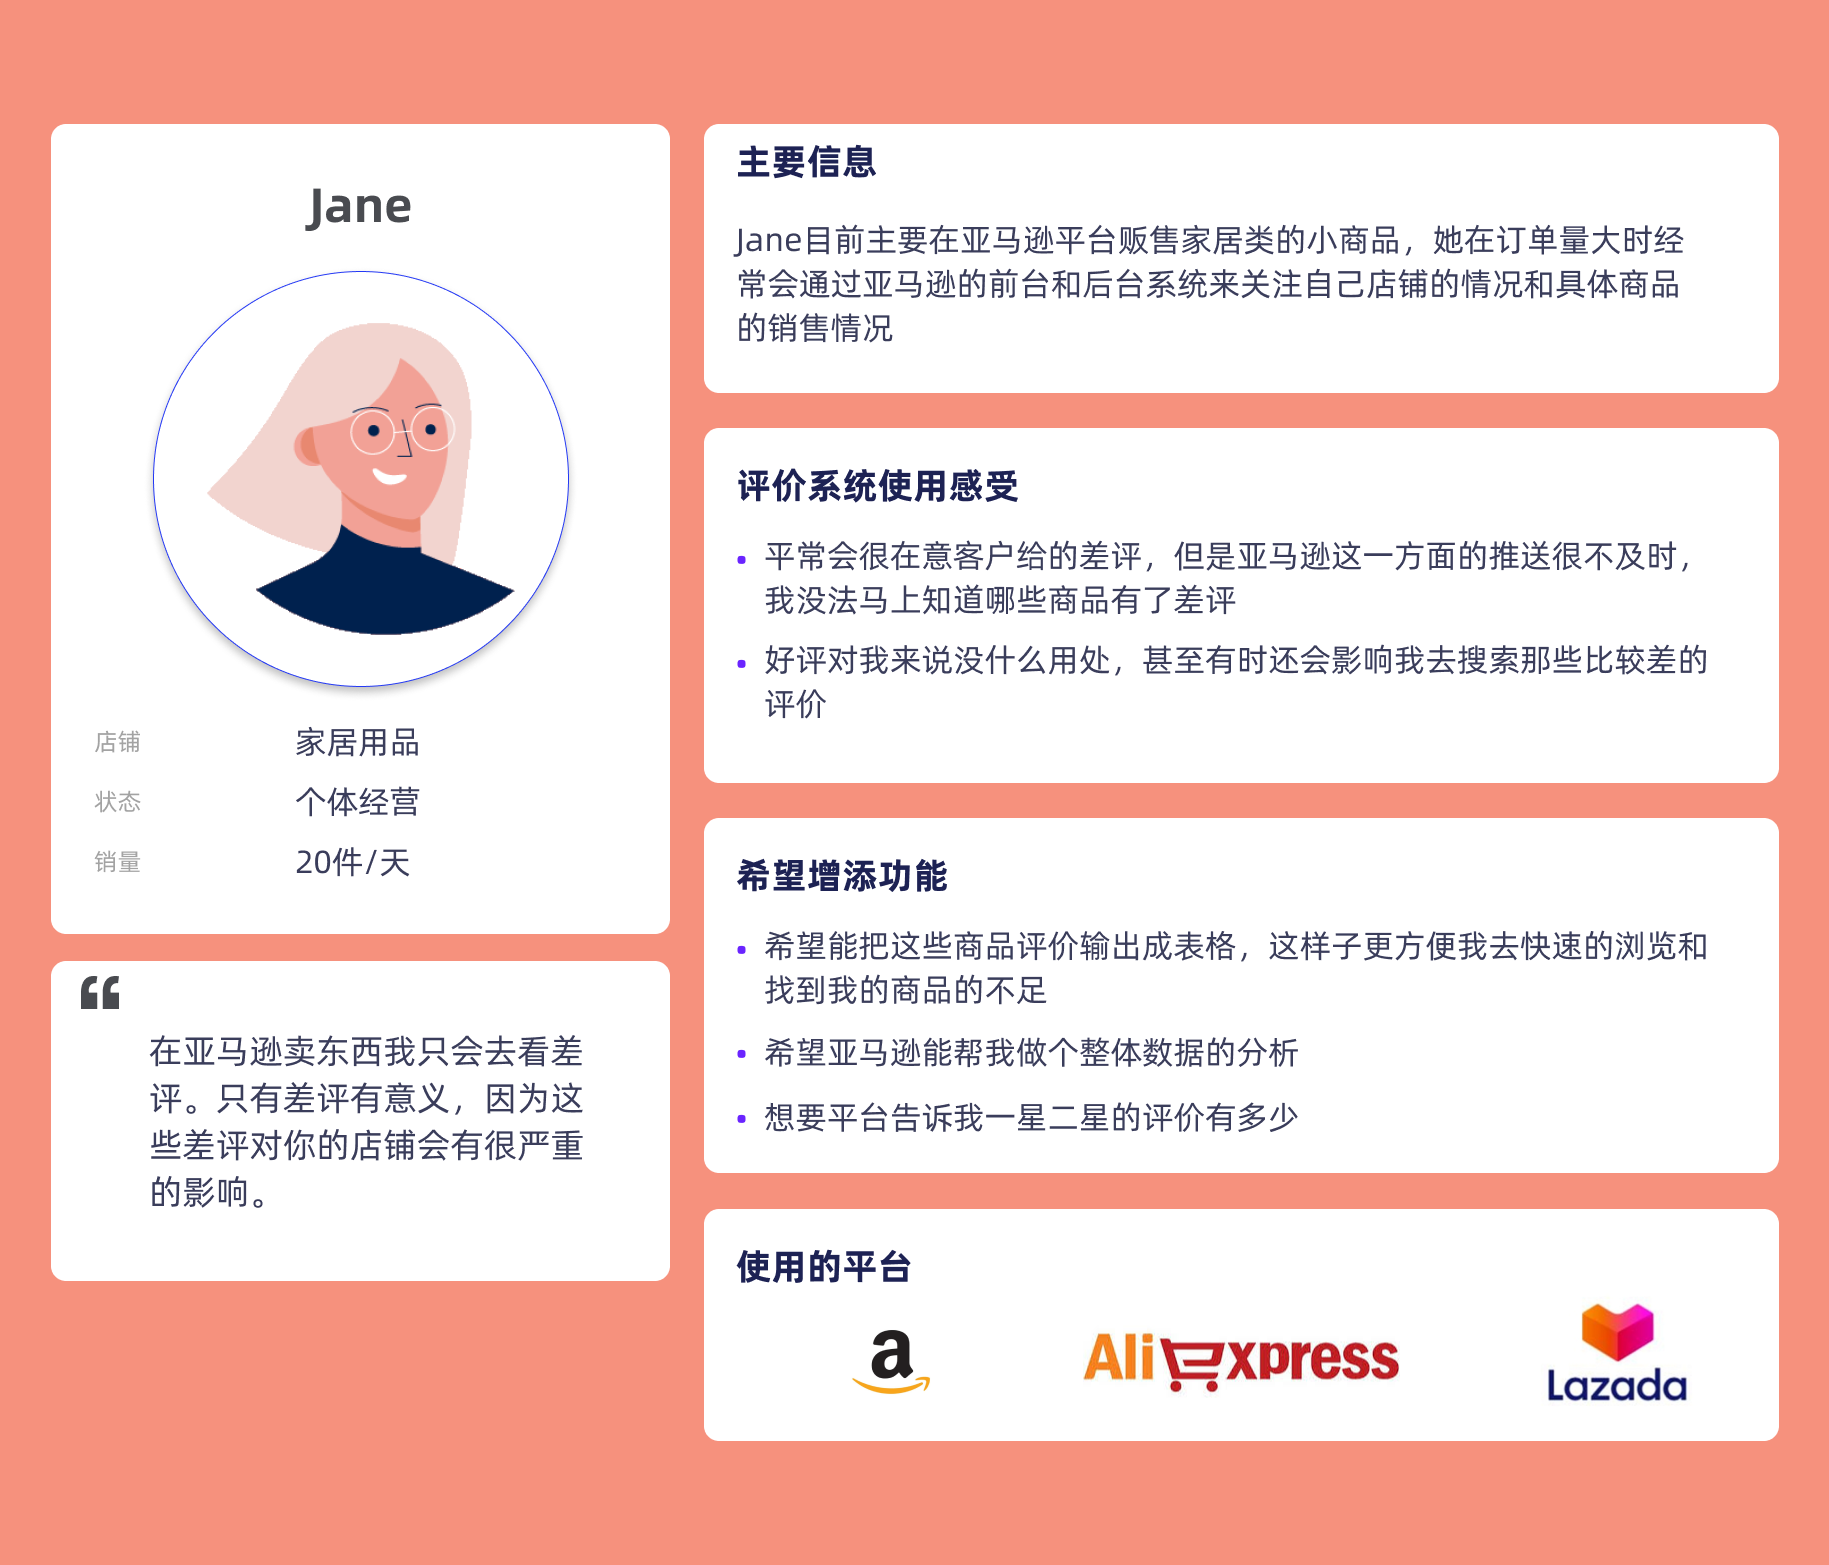 Jane
店铺 家居用品
状态 个体经营
销量 20件/天
“
在亚马逊卖东西我只会去看差
评。只有差评有意义，因为这
些差评对你的店铺会有很严重
的影响。
主要信息
Jane目前主要在亚马逊平台贩售家居类的小商品，她在订单量大时经
常会通过亚马逊的前台和后台系统来关注自己店铺的情况和具体商品
的销售情况
评价系统使用感受
• 平常会很在意客户给的差评，但是亚马逊这一方面的推送很不及时，
我没法马上知道哪些商品有了差评
• 好评对我来说没什么用处，甚至有时还会影响我去搜索那些比较差的
评价
希望增添功能
• 希望能把这些商品评价输出成表格，这样子更方便我去快速的浏览和
找到我的商品的不足
• 希望亚马逊能帮我做个整体数据的分析
• 想要平台告诉我一星二星的评价有多少
使用的平台
a
AliExpress
Lazada